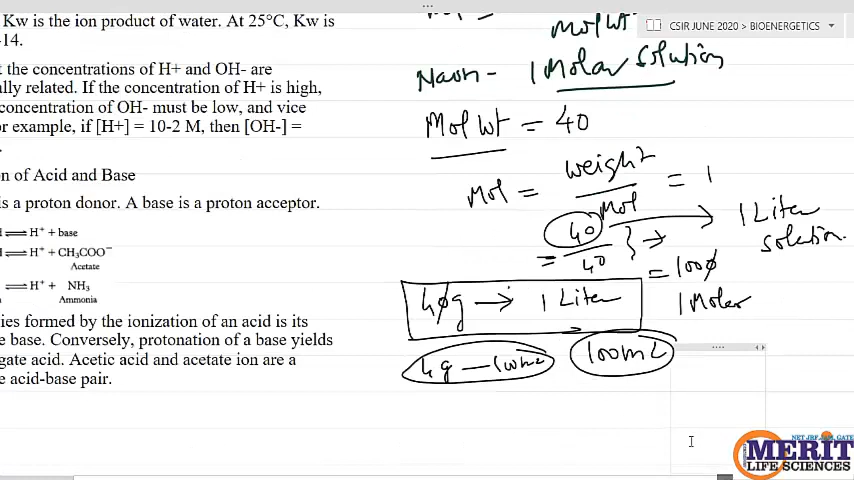 Kw is the ion product of water. At 25°C, Kw is
-14.
t the concentrations of H+ and OH- are
ally related. If the concentration of H+ is high,
concentration of OH- must be low, and vice
or example, if [H+] = 10-2 M, then [OH-] =
on of Acid and Base
is a proton donor. A base is a proton acceptor.
⇌ H⁺ + base
⇌ H⁺ + CH₃COO⁻
Acetate
⇌ H⁺ + NH₃
Ammonia
ies formed by the ionization of an acid is its
e base. Conversely, protonation of a base yields
gate acid. Acetic acid and acetate ion are a
e acid-base pair.
CSIR JUNE 2020 > BIOENERGETICS
Mol wt
NaOH - 1 Molar solution
Mol wt = 40
Mol = weight / Mol = 1
= 40 / 40 } → 1 Liter
solution
= 1000
40g → 1 Liter
1 Molar
4g — 100mL
100mL
NET JRF, SET, GATE
MERIT
LIFE SCIENCES